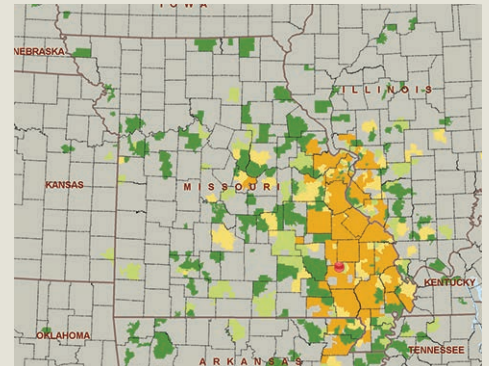 IOWA
NEBRASKA
ILLINOIS
KANSAS
MISSOURI
KENTUCKY
OKLAHOMA
TENNESSEE
ARKANSAS